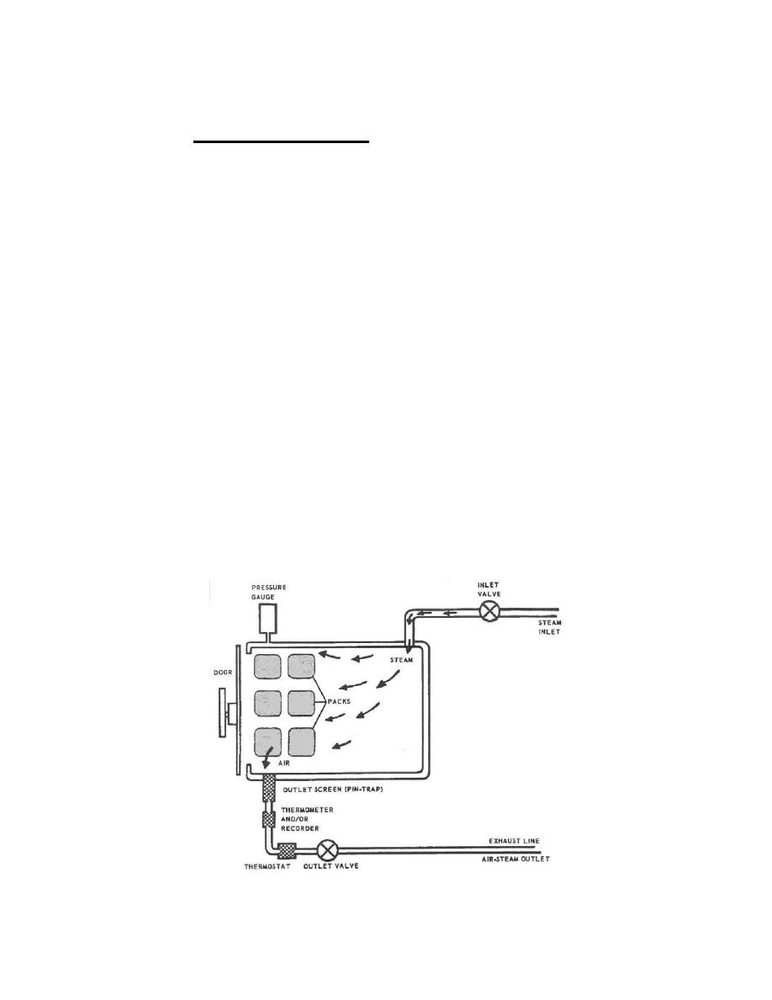 PRESSURE
GAUGE
INLET
VALVE
STEAM
INLET
STEAM
DOOR
PACKS
AIR
OUTLET SCREEN (PIN-TRAP)
THERMOMETER
AND/OR
RECORDER
EXHAUST LINE
THERMOSTAT
OUTLET VALVE
AIR-STEAM OUTLET